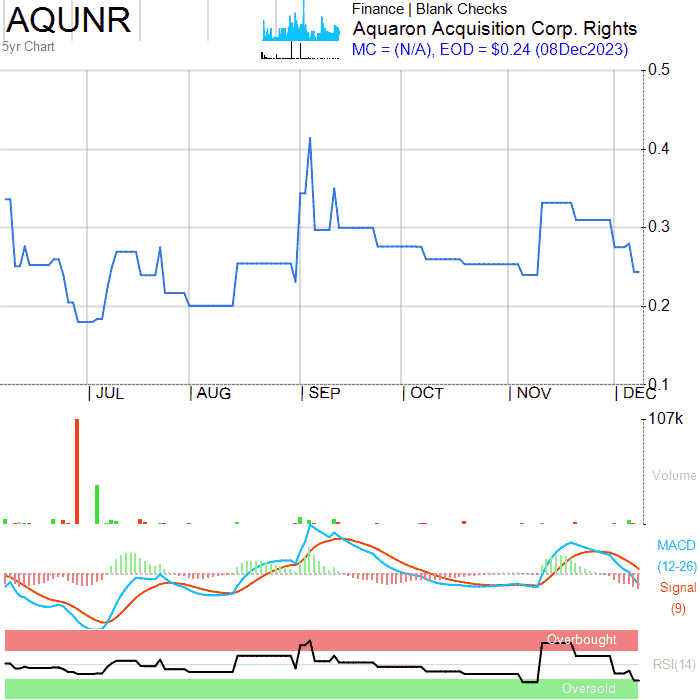 AQUNR
5yr Chart
Finance | Blank Checks
Aquaron Acquisition Corp. Rights
MC = (N/A), EOD = $0.24 (08Dec2023)
0.5
0.4
0.3
0.2
0.1
JUL AUG SEP OCT NOV DEC
107k
Volume
MACD
(12-26)
Signal
(9)
Overbought
RSI(14)
Oversold